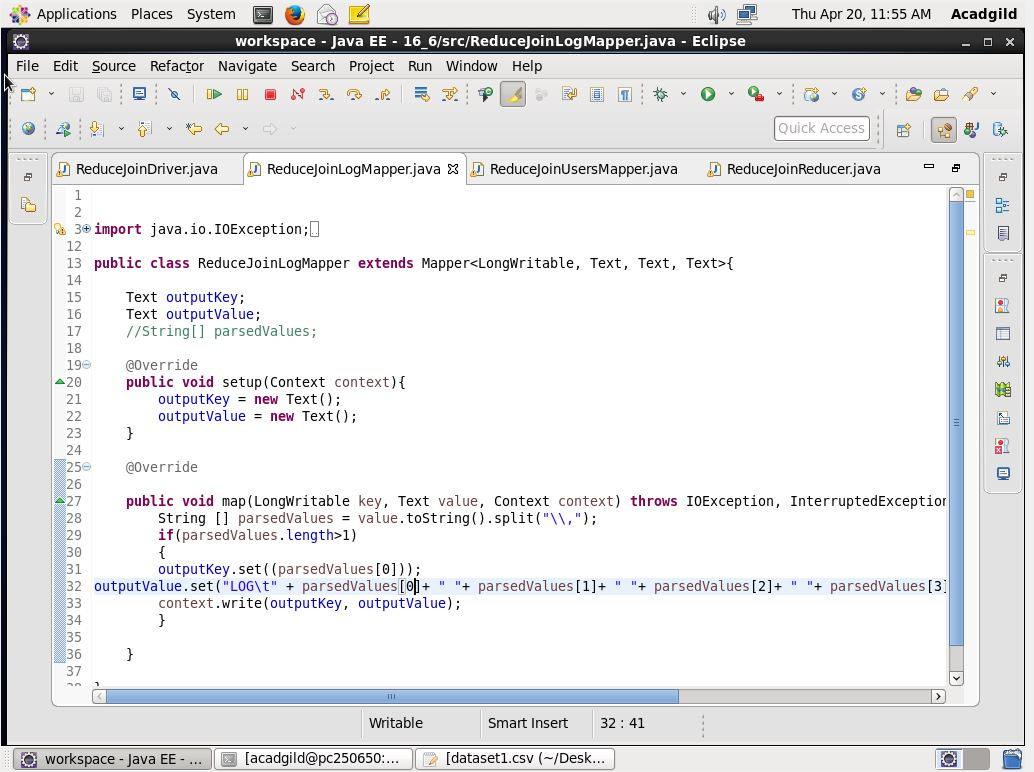 Applications Places System Thu Apr 20, 11:55 AM Acadgild
workspace - Java EE - 16_6/src/ReduceJoinLogMapper.java - Eclipse
File Edit Source Refactor Navigate Search Project Run Window Help
Quick Access
ReduceJoinDriver.java ReduceJoinLogMapper.java ReduceJoinUsersMapper.java ReduceJoinReducer.java
1
2
3 import java.io.IOException;
12
13 public class ReduceJoinLogMapper extends Mapper<LongWritable, Text, Text, Text>{
14
15 Text outputKey;
16 Text outputValue;
17 //String[] parsedValues;
18
19 @Override
20 public void setup(Context context){
21 outputKey = new Text();
22 outputValue = new Text();
23 }
24
25 @Override
26
27 public void map(LongWritable key, Text value, Context context) throws IOException, InterruptedException
28 String [] parsedValues = value.toString().split("\\,");
29 if(parsedValues.length>1)
30 {
31 outputKey.set((parsedValues[0]));
32 outputValue.set("LOG\t" + parsedValues[0]+ " "+ parsedValues[1]+ " "+ parsedValues[2]+ " "+ parsedValues[3]
33 context.write(outputKey, outputValue);
34 }
35
36 }
37
Writable Smart Insert 32 : 41
workspace - Java EE - ... [acadgild@pc250650:... [dataset1.csv (~/Desk...